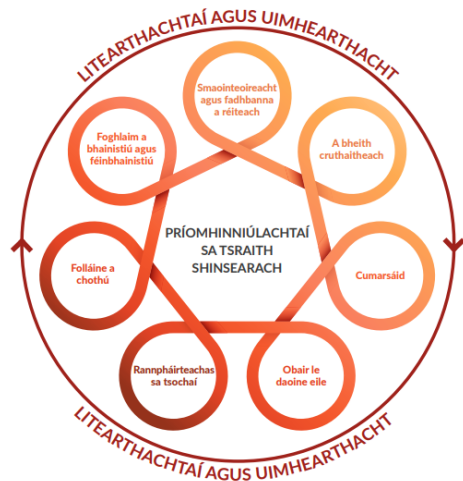 LITEARTHACHTAÍ AGUS UIMHEARTHACHT
Smaointeoireacht
agus fadhbanna
a réiteach
A bheith
cruthaitheach
Cumarsáid
Obair le
daoine eile
Rannpháirteachas
sa tsochaí
Folláine a
chothú
Foghlaim a
bhainistiú agus
féinbhainistiú
PRÍOMHINNIÚLACHTAÍ
SA TSRAITH
SHINSEARACH
LITEARTHACHTAÍ AGUS UIMHEARTHACHT